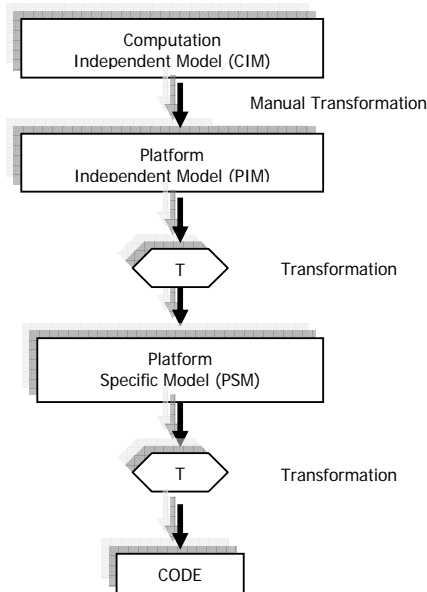 Computation
Independent Model (CIM)
Manual Transformation
Platform
Independent Model (PIM)
T
Transformation
Platform
Specific Model (PSM)
T
Transformation
CODE